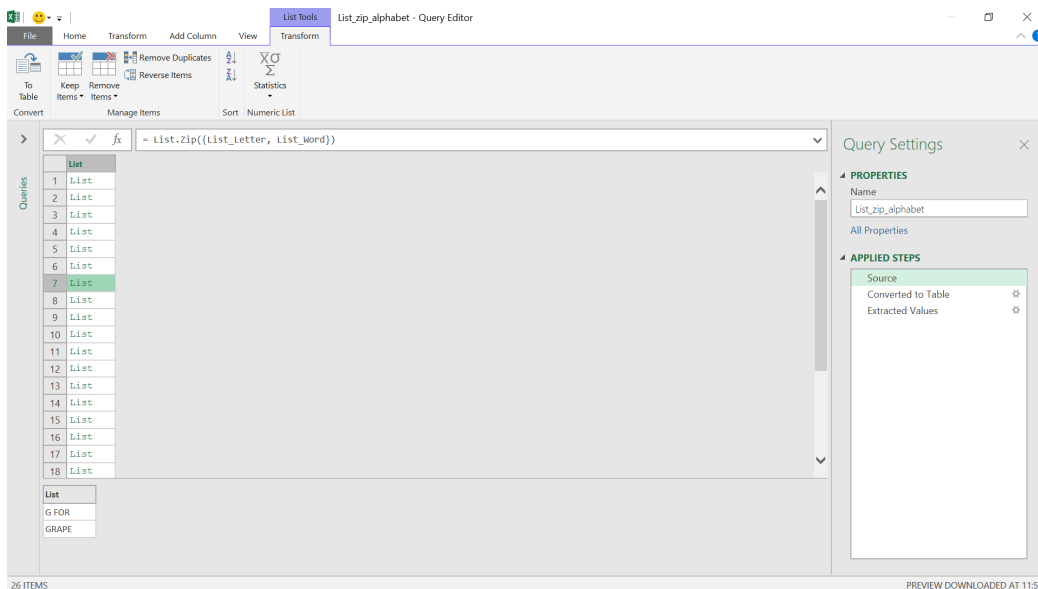 List Tools
List_zip_alphabet - Query Editor
File
Home
Transform
Add Column
View
Transform
To Table
Keep Items
Remove Items
Remove Duplicates
Reverse Items
Statistics
Convert
Manage Items
Sort
Numeric List
fx
= List.Zip({List_Letter, List_Word})
Queries
List
1 List
2 List
3 List
4 List
5 List
6 List
7 List
8 List
9 List
10 List
11 List
12 List
13 List
14 List
15 List
16 List
17 List
18 List
List
G FOR
GRAPE
Query Settings
PROPERTIES
Name
List_zip_alphabet
All Properties
APPLIED STEPS
Source
Converted to Table
Extracted Values
26 ITEMS
PREVIEW DOWNLOADED AT 11:5